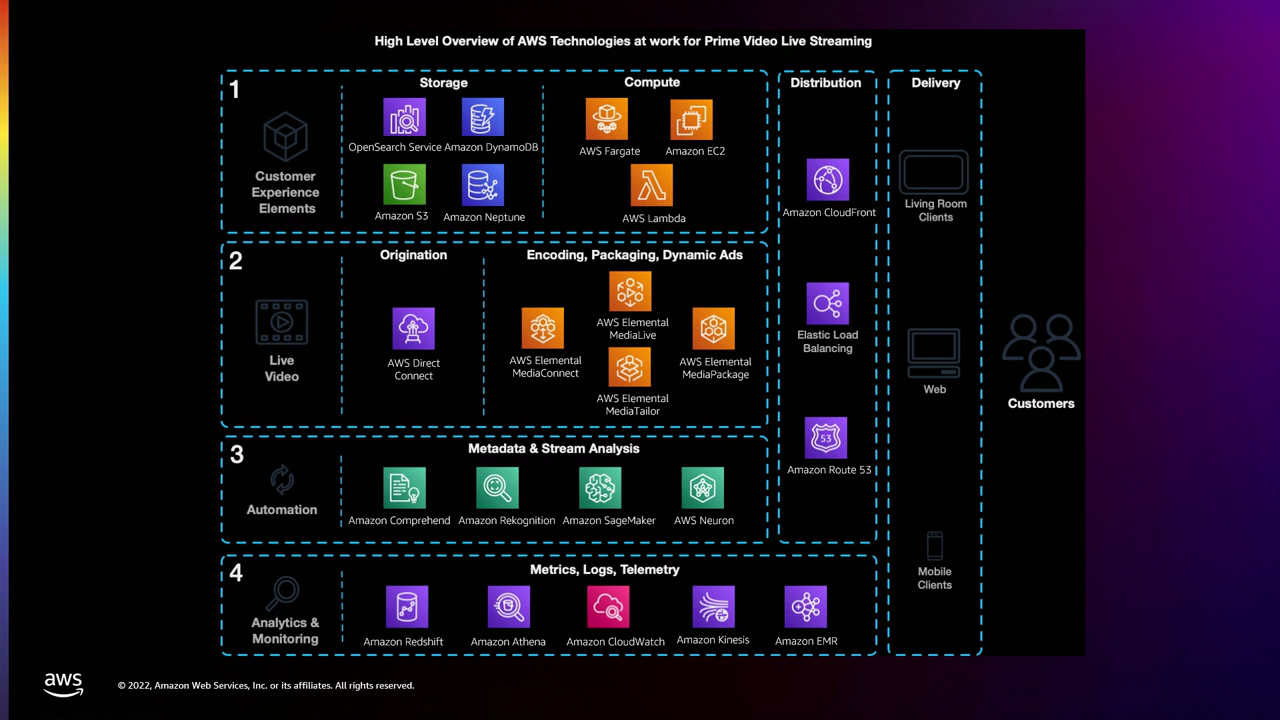 High Level Overview of AWS Technologies at work for Prime Video Live Streaming
1
Customer
Experience
Elements
Storage
OpenSearch Service
Amazon DynamoDB
Amazon S3
Amazon Neptune
Compute
AWS Fargate
Amazon EC2
AWS Lambda
2
Live
Video
Origination
AWS Direct
Connect
Encoding, Packaging, Dynamic Ads
AWS Elemental
MediaLive
AWS Elemental
MediaConnect
AWS Elemental
MediaPackage
AWS Elemental
MediaTailor
3
Automation
Metadata & Stream Analysis
Amazon Comprehend
Amazon Rekognition
Amazon SageMaker
AWS Neuron
4
Analytics &
Monitoring
Metrics, Logs, Telemetry
Amazon Redshift
Amazon Athena
Amazon CloudWatch
Amazon Kinesis
Amazon EMR
Distribution
Amazon CloudFront
Elastic Load
Balancing
53
Amazon Route 53
Delivery
Living Room
Clients
Web
Mobile
Clients
Customers
aws
© 2022, Amazon Web Services, Inc. or its affiliates. All rights reserved.